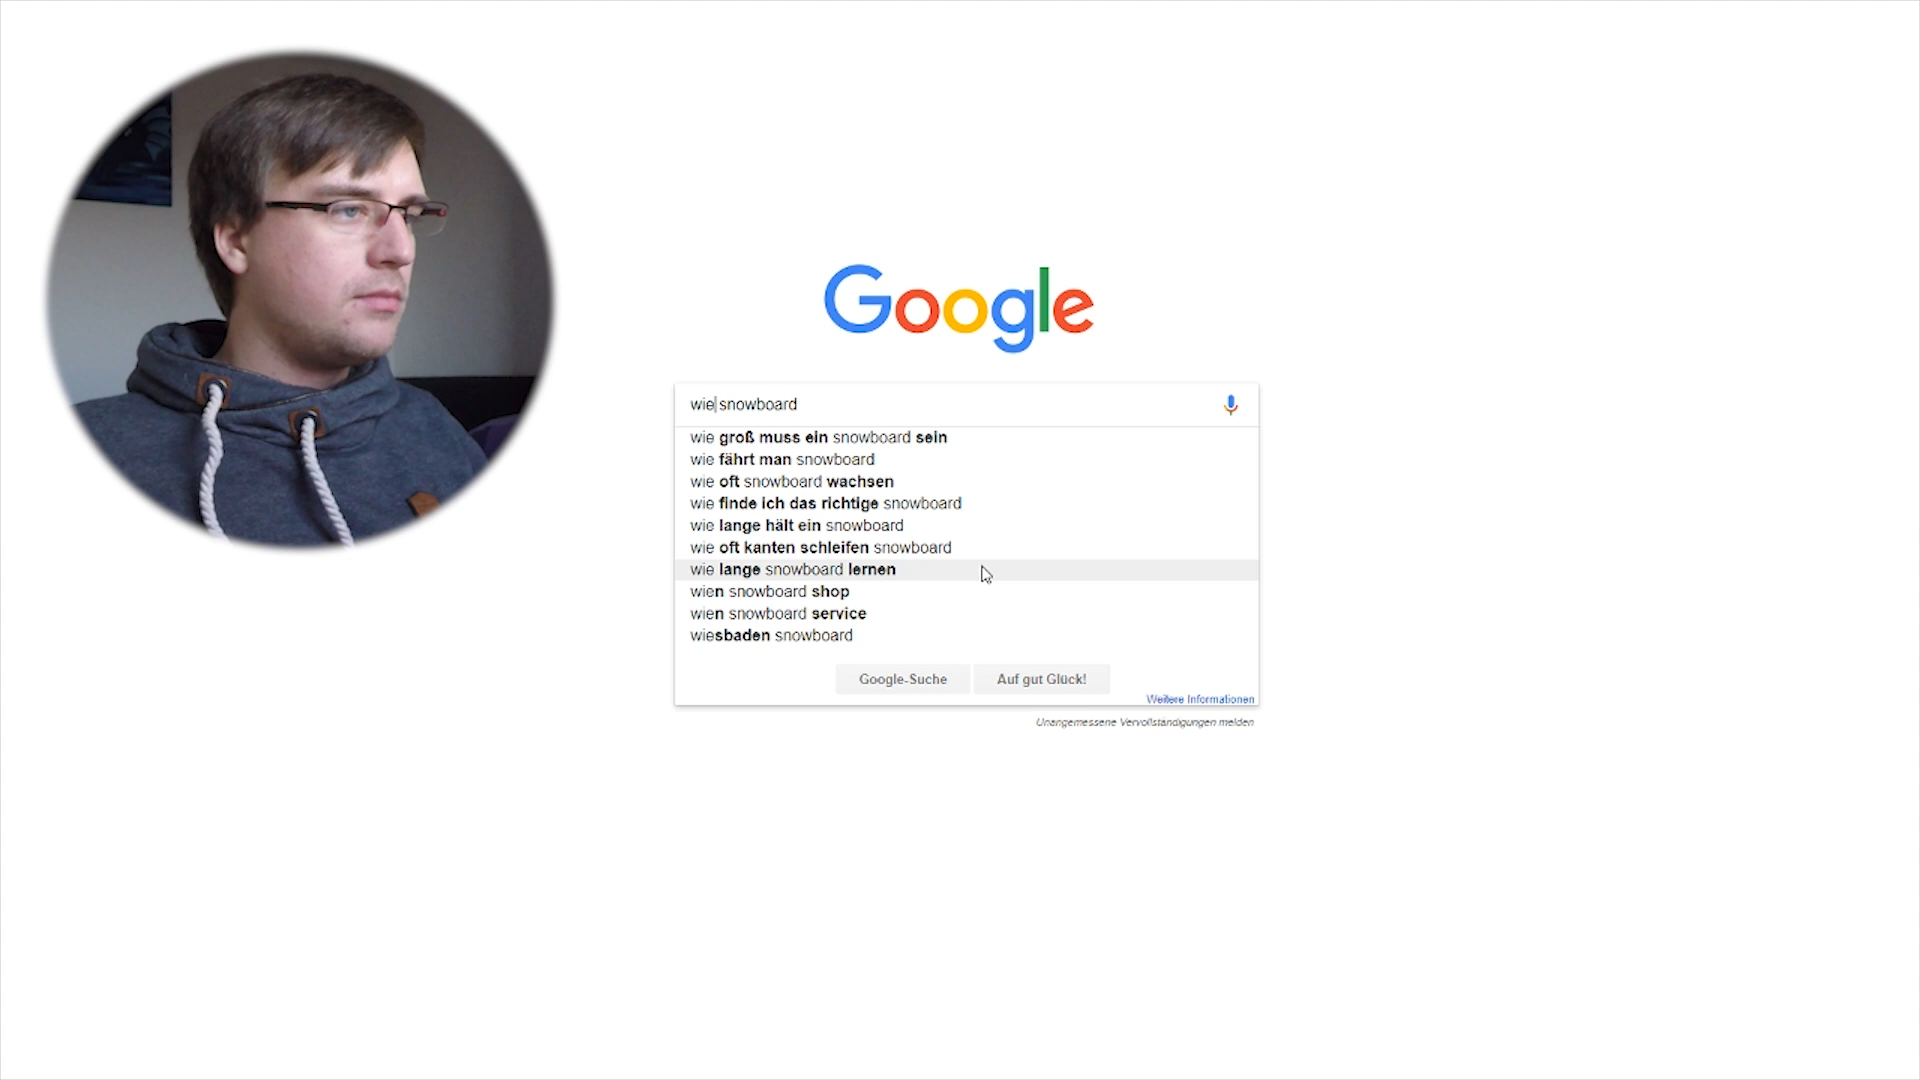 Google
wie snowboard
wie groß muss ein snowboard sein
wie fährt man snowboard
wie oft snowboard wachsen
wie finde ich das richtige snowboard
wie lange hält ein snowboard
wie oft kanten schleifen snowboard
wie lange snowboard lernen
wien snowboard shop
wien snowboard service
wiesbaden snowboard
Google-Suche Auf gut Glück!
Weitere Informationen
Unangemessene Vervollständigungen melden